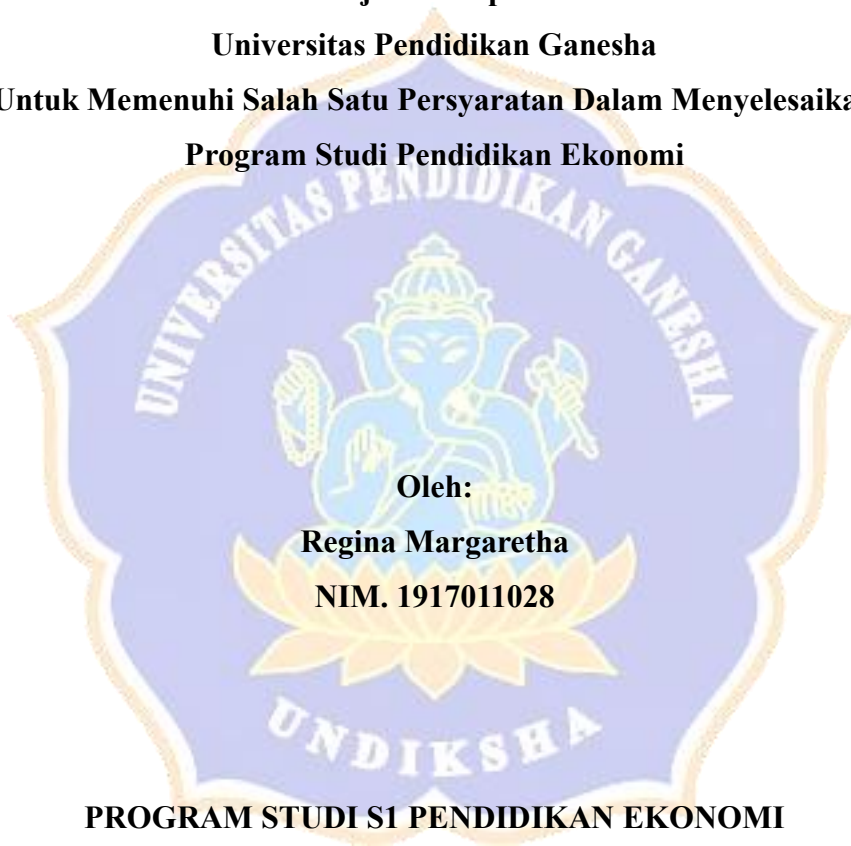 Universitas Pendidikan Ganesha
Untuk Memenuhi Salah Satu Persyaratan Dalam
Program Studi Pendidikan Ekonomi
UNIVERSITAS PENDIDIKAN GANESHA
Oleh:
Regina Margaretha
NIM. 1917011028
UNDIKSHA
PROGRAM STUDI S1 PENDIDIKAN EKONOMI